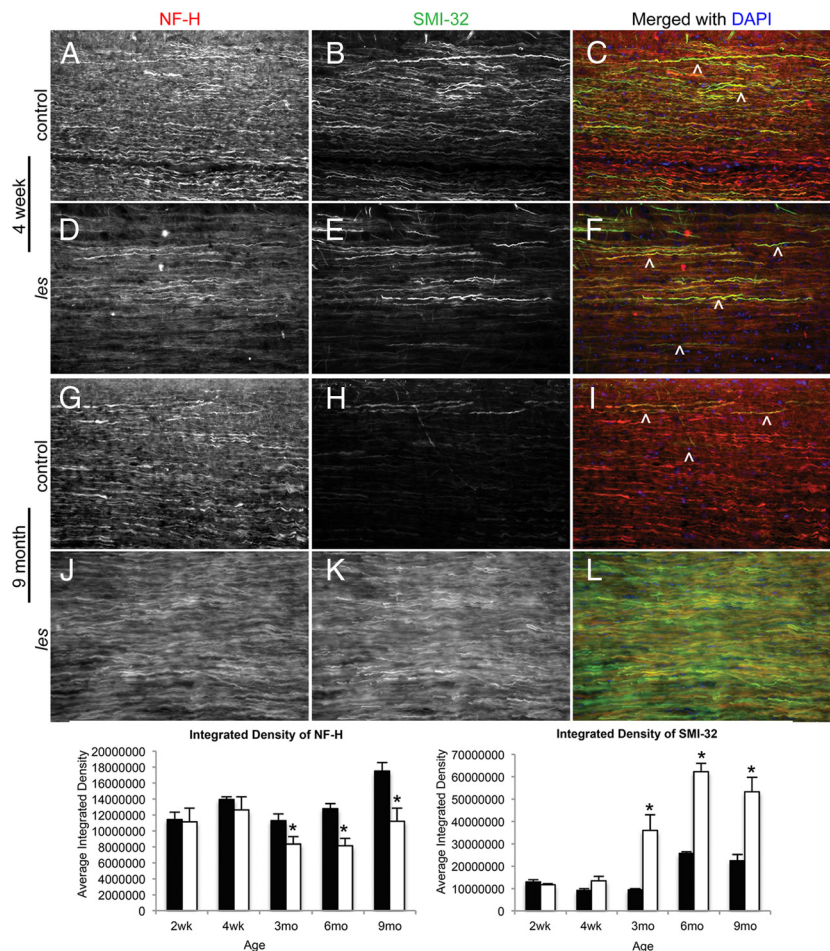 NF-H SMI-32 Merged with DAPI
A B C
control
^ ^
4 week
D E F
les
^ ^ ^ ^
G H I
control
^ ^ ^
9 month
J K L
les
Integrated Density of NF-H
Average Integrated Density
20000000
18000000
16000000
14000000
12000000
10000000
8000000
6000000
4000000
2000000
0
* * *
2wk 4wk 3mo 6mo 9mo
Age
Integrated Density of SMI-32
Average Integrated Density
70000000
60000000
50000000
40000000
30000000
20000000
10000000
0
* * *
2wk 4wk 3mo 6mo 9mo
Age